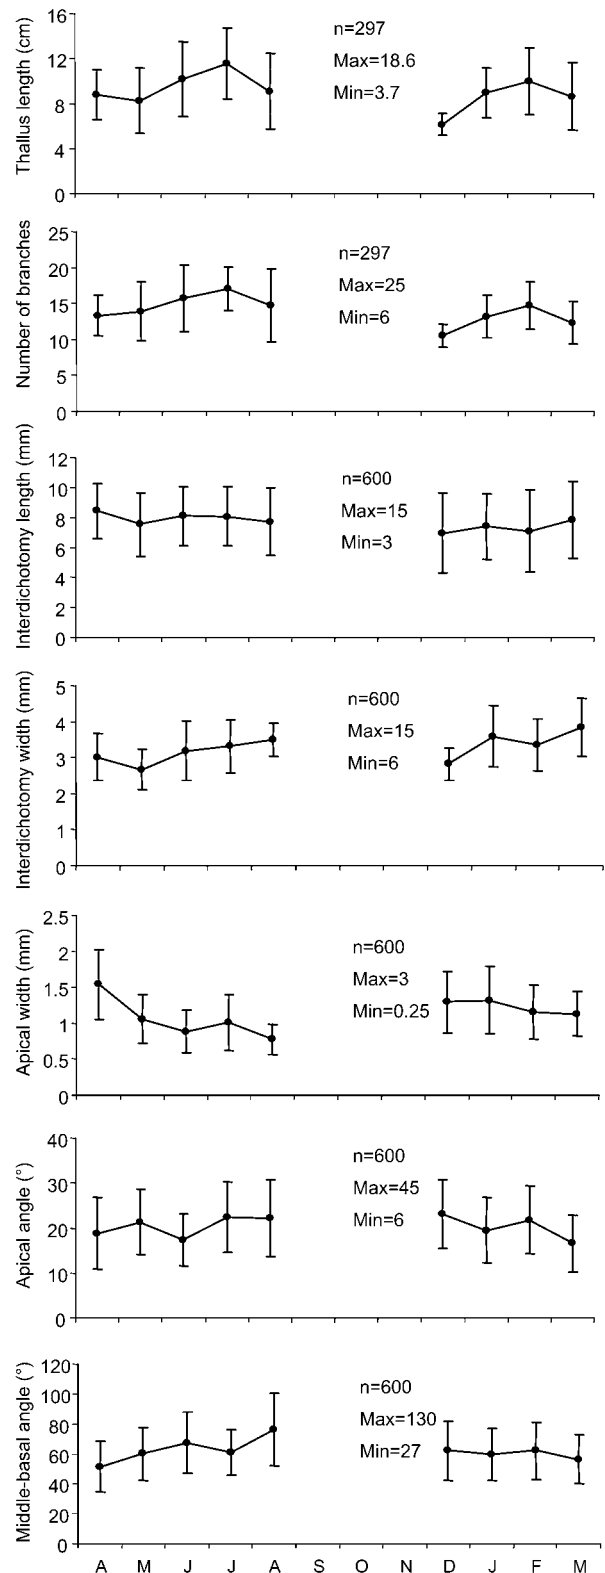 Thallus length (cm)
16
12
8
4
0
n=297
Max=18.6
Min=3.7
Number of branches
25
20
15
10
5
0
n=297
Max=25
Min=6
Interdichotomy length (mm)
12
10
8
6
4
2
0
n=600
Max=15
Min=3
Interdichotomy width (mm)
5
4
3
2
1
0
n=600
Max=15
Min=6
Apical width (mm)
2.5
2
1.5
1
0.5
0
n=600
Max=3
Min=0.25
Apical angle (°)
40
30
20
10
0
n=600
Max=45
Min=6
Middle-basal angle (°)
120
100
80
60
40
20
0
n=600
Max=130
Min=27
A M J J A S O N D J F M